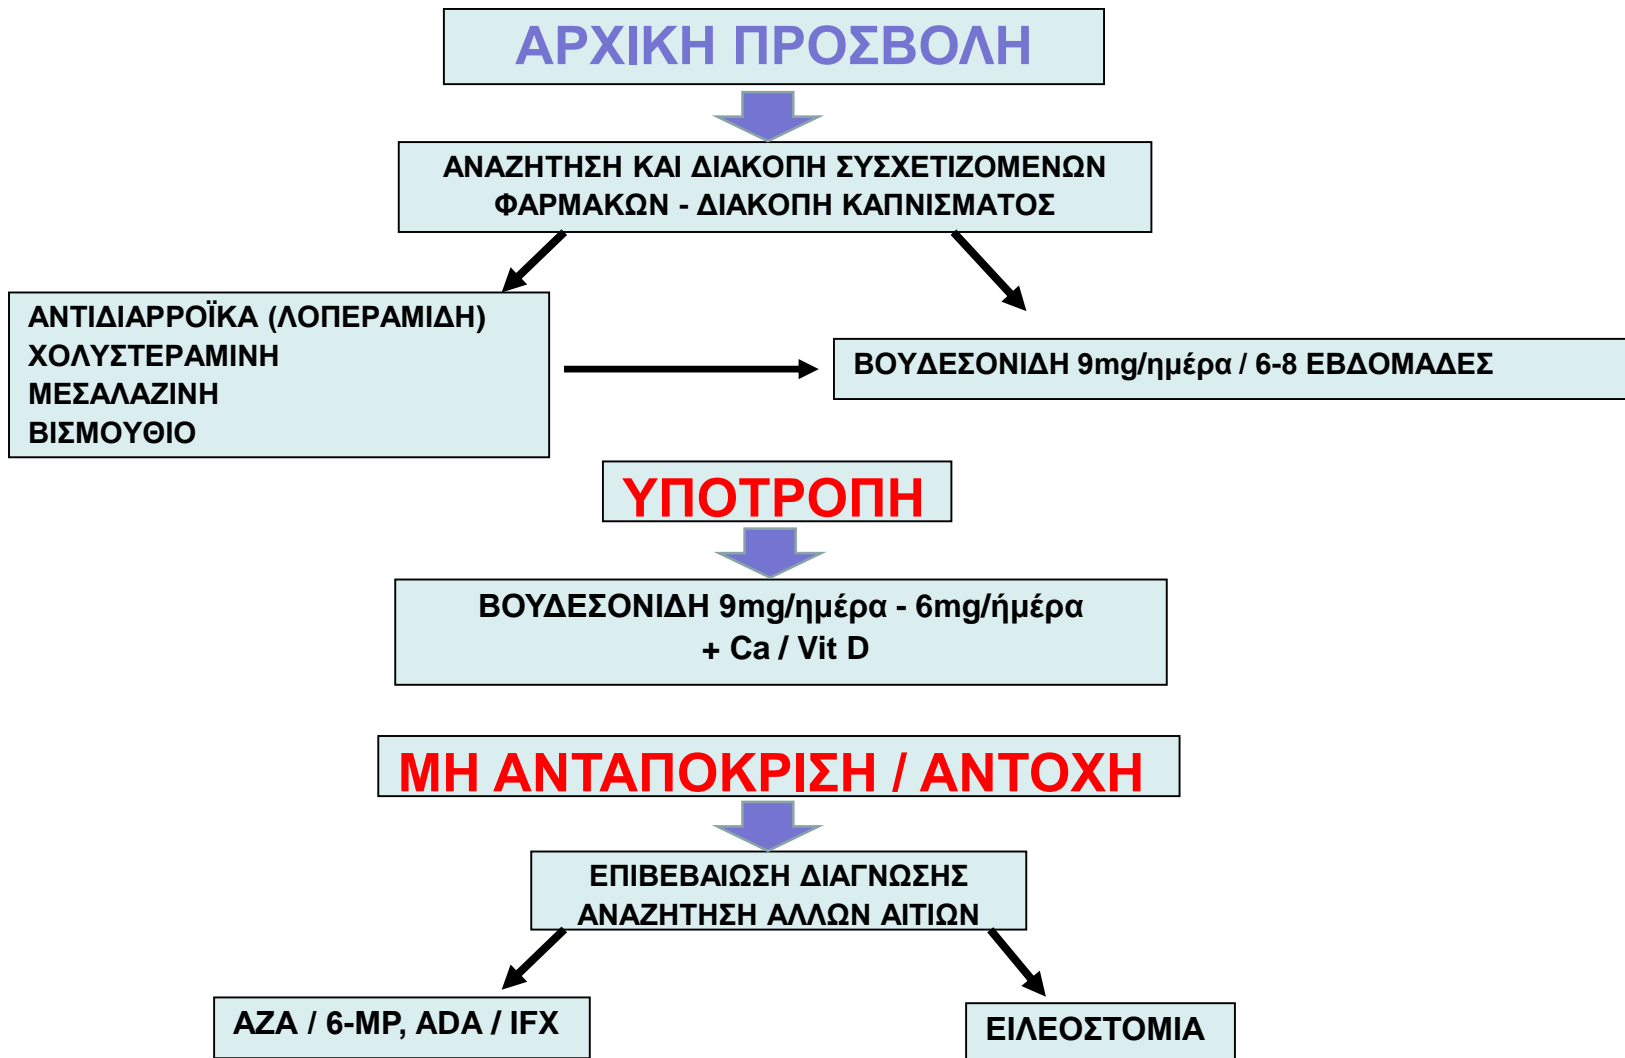 ΑΡΧΙΚΗ ΠΡΟΣΒΟΛΗ
ΑΝΑΖΗΤΗΣΗ ΚΑΙ ΔΙΑΚΟΠΗ ΣΥΣΧΕΤΙΖΟΜΕΝΩΝ
ΦΑΡΜΑΚΩΝ - ΔΙΑΚΟΠΗ ΚΑΠΝΙΣΜΑΤΟΣ
ΑΝΤΙΔΙΑΡΡΟΪΚΑ (ΛΟΠΕΡΑΜΙΔΗ)
ΧΟΛΥΣΤΕΡΑΜΙΝΗ
ΜΕΣΑΛΑΖΙΝΗ
ΒΙΣΜΟΥΘΙΟ
ΒΟΥΔΕΣΟΝΙΔΗ 9mg/ημέρα / 6-8 ΕΒΔΟΜΑΔΕΣ
ΥΠΟΤΡΟΠΗ
ΒΟΥΔΕΣΟΝΙΔΗ 9mg/ημέρα - 6mg/ήμέρα
+ Ca / Vit D
ΜΗ ΑΝΤΑΠΟΚΡΙΣΗ / ΑΝΤΟΧΗ
ΕΠΙΒΕΒΑΙΩΣΗ ΔΙΑΓΝΩΣΗΣ
ΑΝΑΖΗΤΗΣΗ ΑΛΛΩΝ ΑΙΤΙΩΝ
AZA / 6-MP, ADA / IFX
ΕΙΛΕΟΣΤΟΜΙΑ